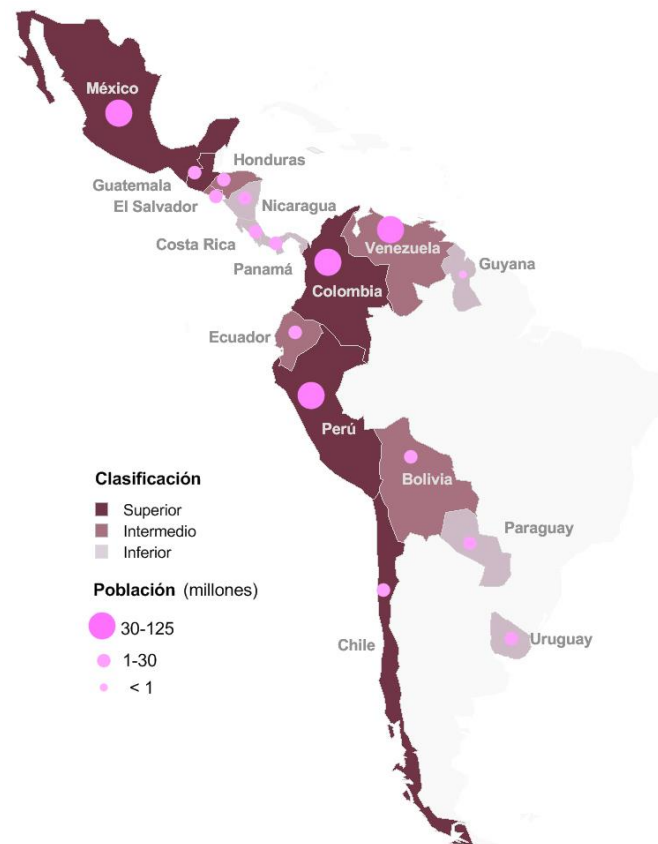 México
Honduras
Guatemala
El Salvador
Nicaragua
Costa Rica
Panamá
Venezuela
Guyana
Colombia
Ecuador
Perú
Bolivia
Paraguay
Chile
Uruguay
Clasificación
Superior
Intermedio
Inferior
Población (millones)
30-125
1-30
< 1